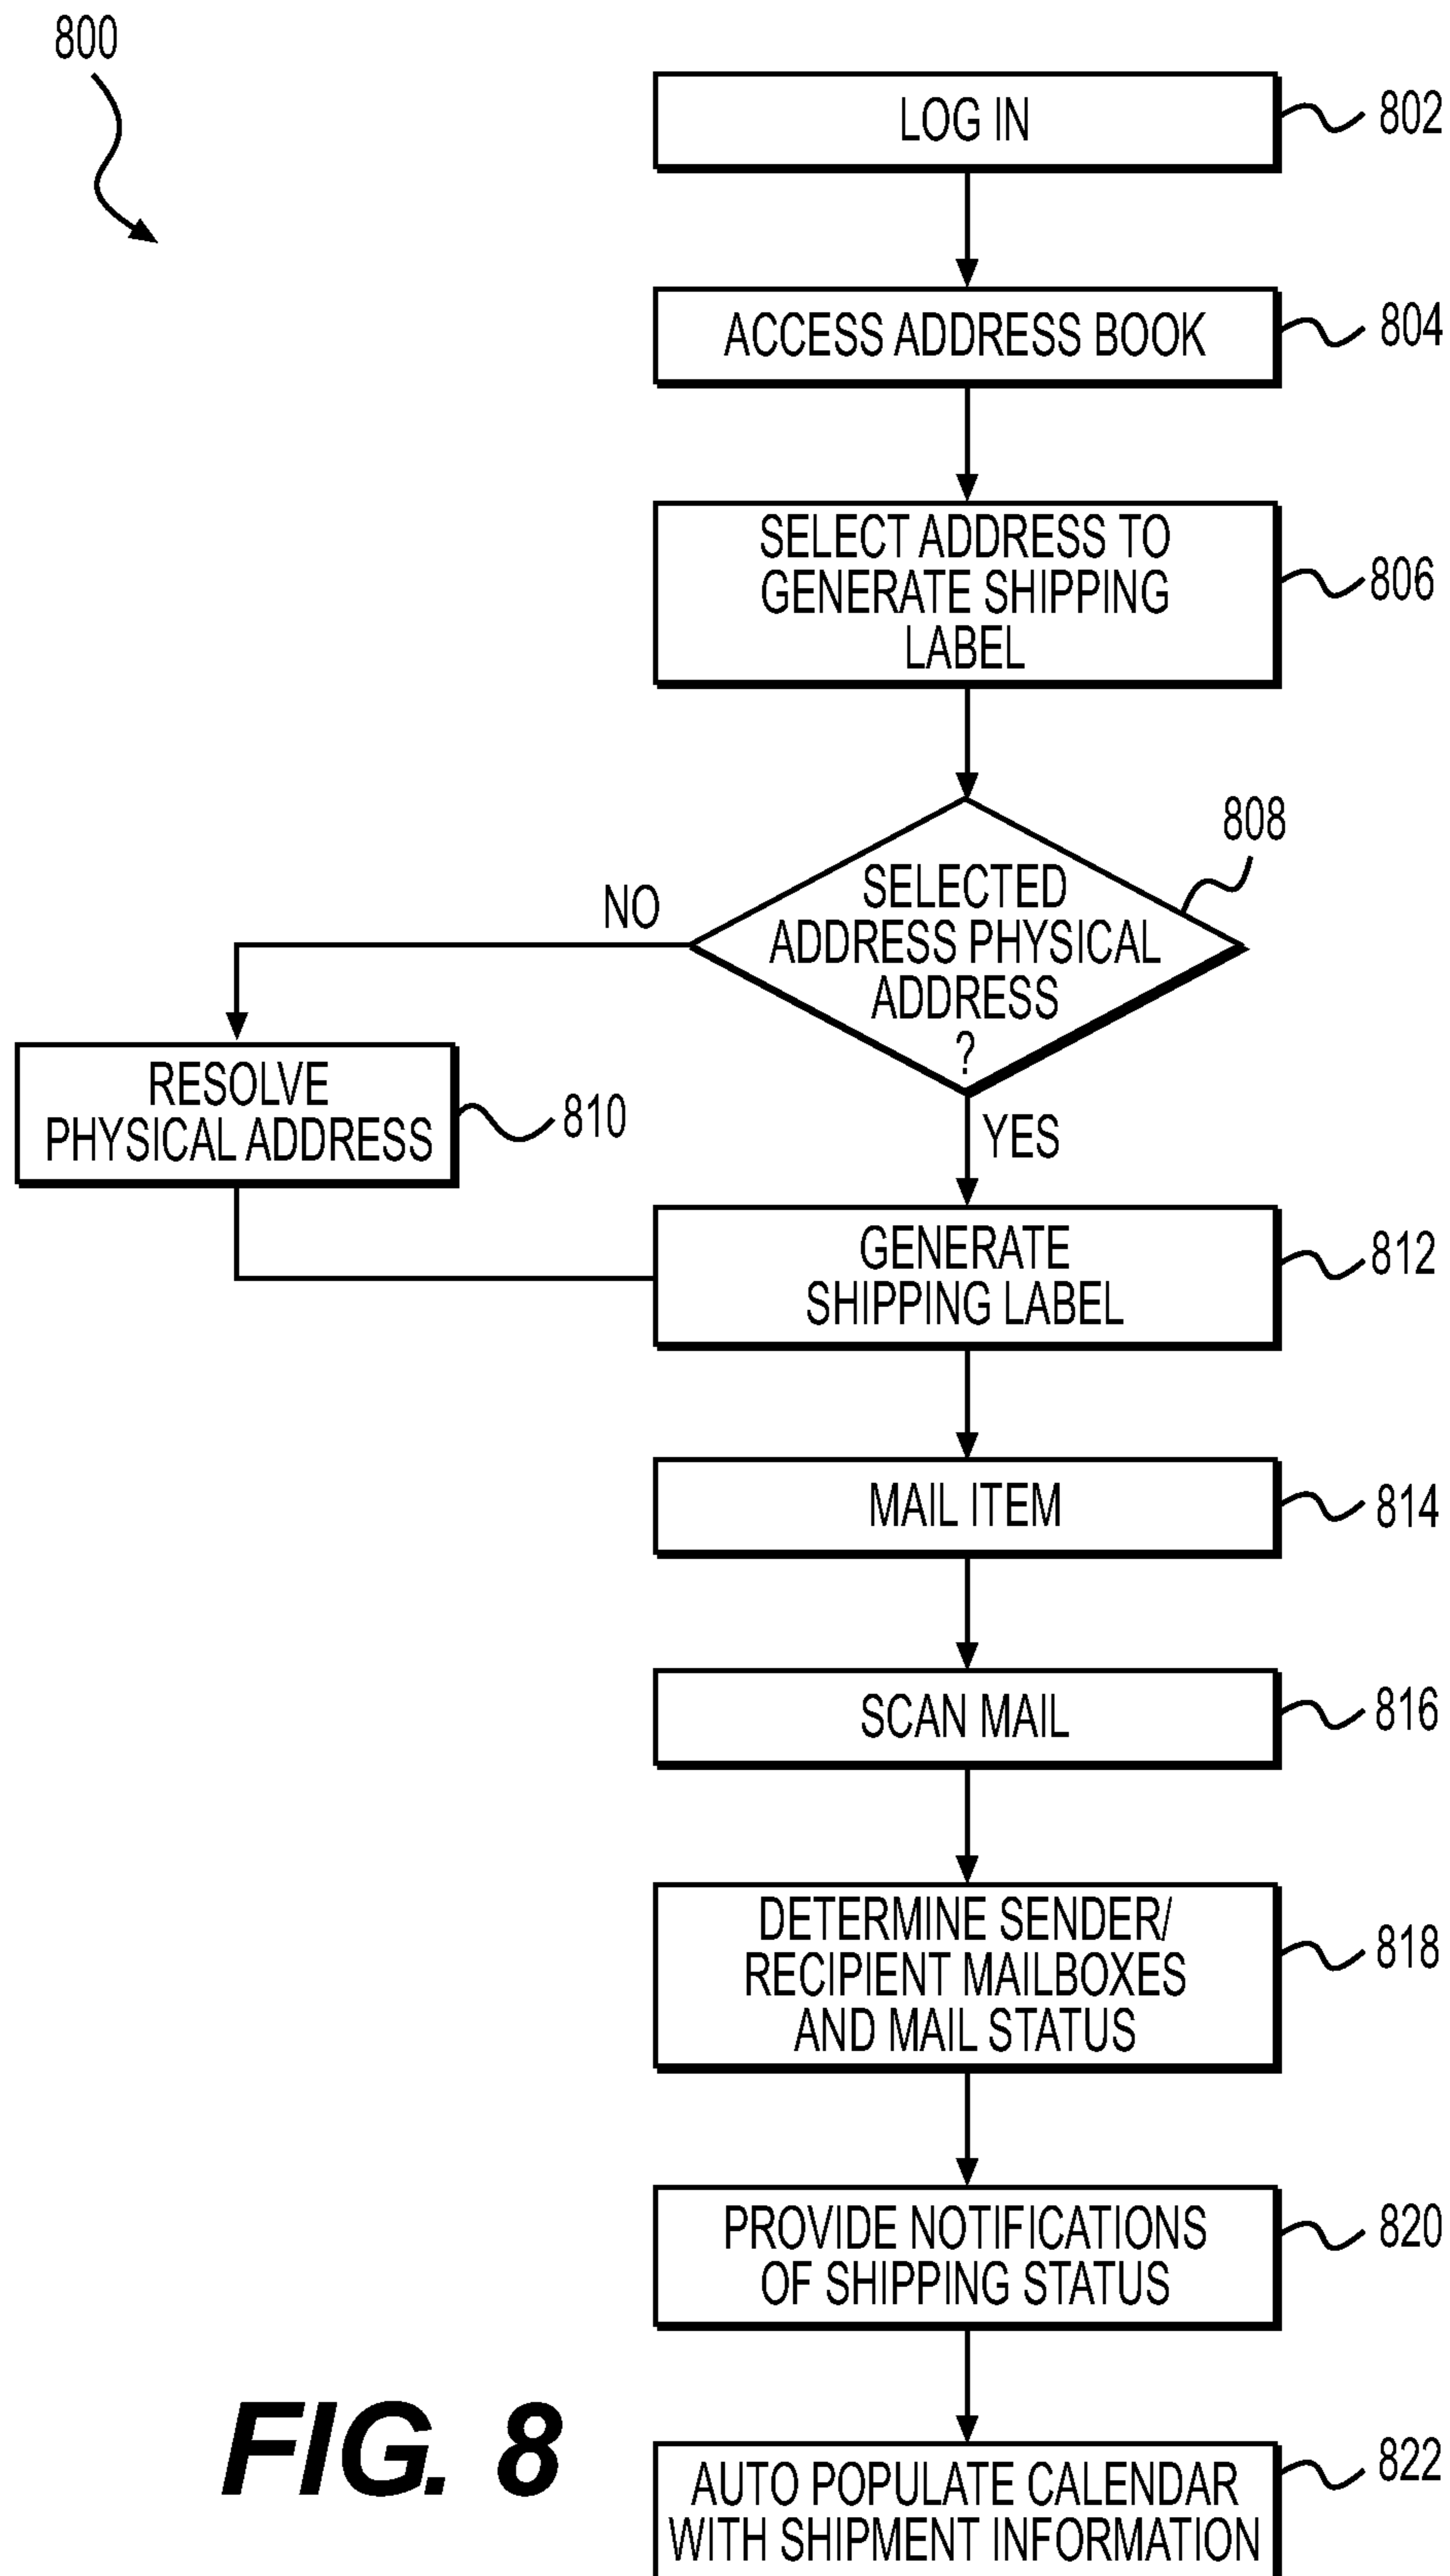 800
LOG IN
802
ACCESS ADDRESS BOOK
804
SELECT ADDRESS TO
GENERATE SHIPPING
LABEL
806
808
SELECTED
ADDRESS PHYSICAL
ADDRESS
?
NO
RESOLVE
PHYSICAL ADDRESS
810
YES
GENERATE
SHIPPING LABEL
812
MAIL ITEM
814
SCAN MAIL
816
DETERMINE SENDER/
RECIPIENT MAILBOXES
AND MAIL STATUS
818
PROVIDE NOTIFICATIONS
OF SHIPPING STATUS
820
AUTO POPULATE CALENDAR
WITH SHIPMENT INFORMATION
822
FIG. 8